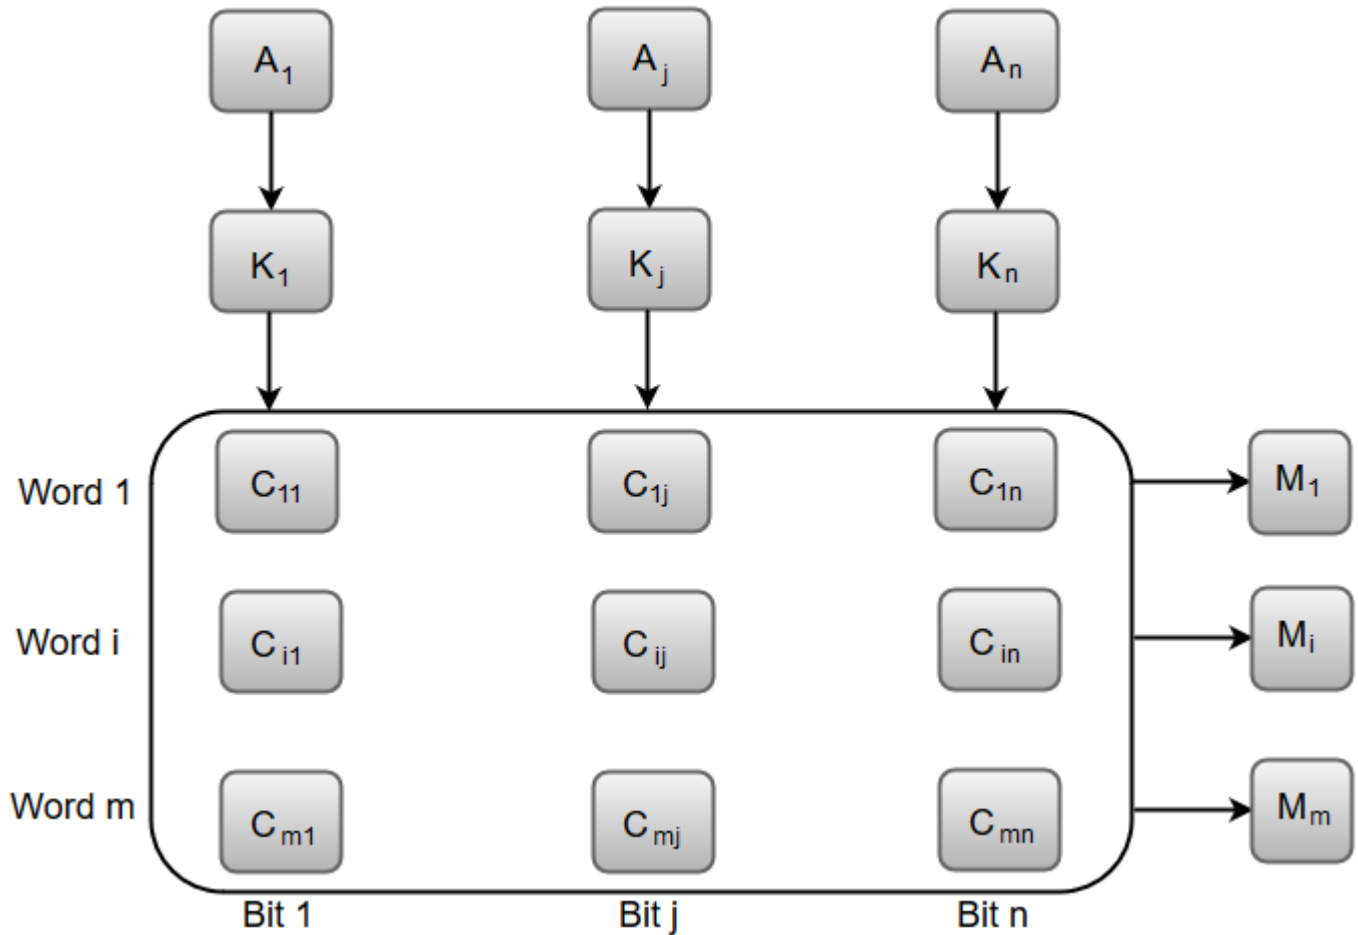 A1 Aj An
K1 Kj Kn
Word 1 C11 C1j C1n M1
Word i Ci1 Cij Cin Mi
Word m Cm1 Cmj Cmn Mm
Bit 1 Bit j Bit n